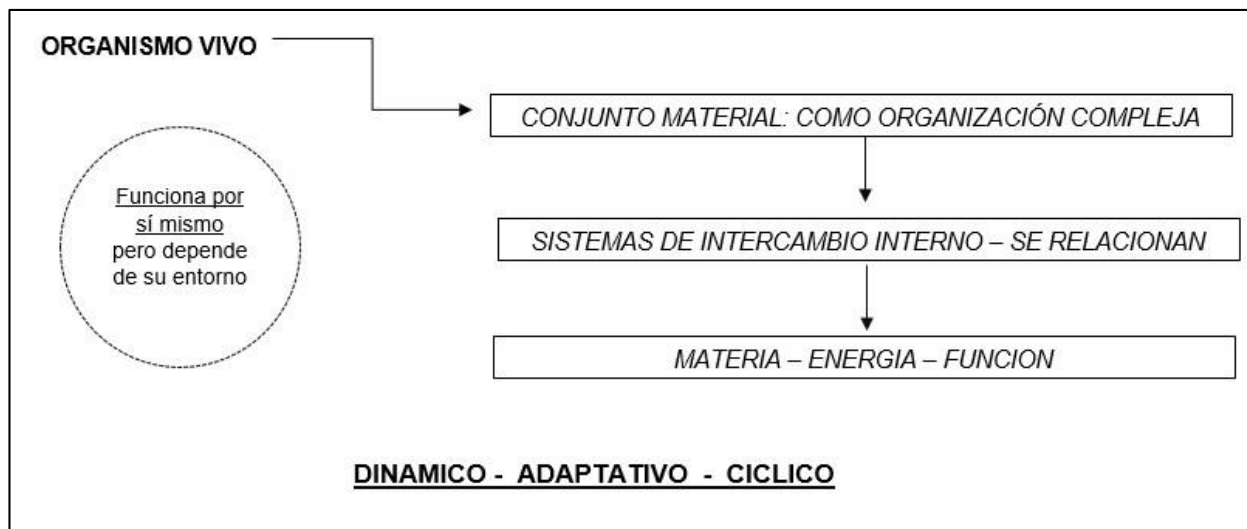 ORGANISMO VIVO
CONJUNTO MATERIAL: COMO ORGANIZACIÓN COMPLEJA
Funciona por
sí mismo
pero depende
de su entorno
SISTEMAS DE INTERCAMBIO INTERNO – SE RELACIONAN
MATERIA – ENERGIA – FUNCION
DINAMICO - ADAPTATIVO - CICLICO